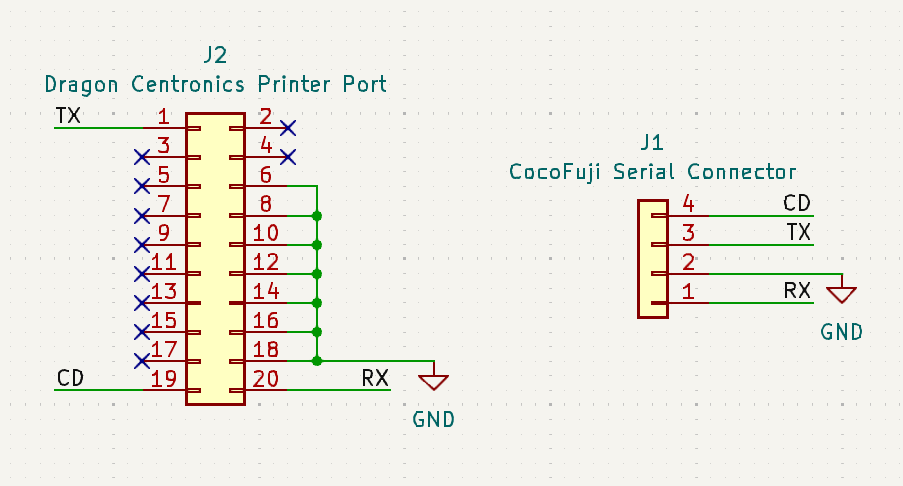 J2
Dragon Centronics Printer Port
TX 1 2
3 4
5 6
7 8
9 10
11 12
13 14
15 16
17 18
CD 19 20 RX
GND
J1
CocoFuji Serial Connector
4 CD
3 TX
2
1 RX
GND